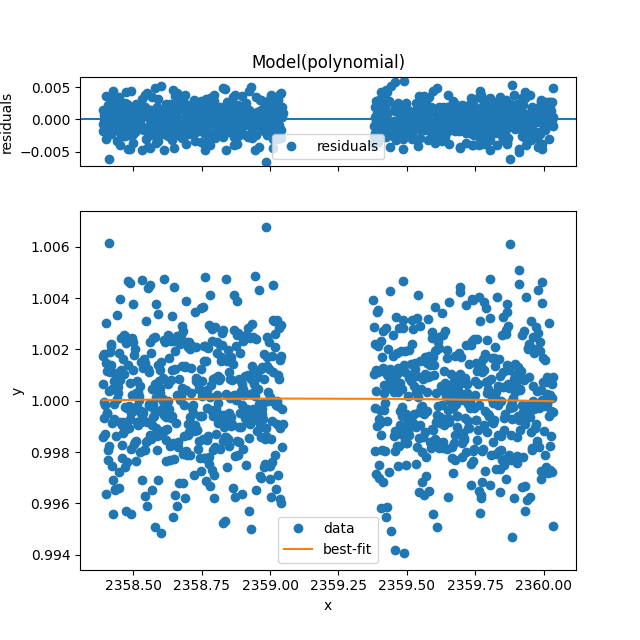 Model(polynomial)
0.005
0.000
−0.005
residuals
residuals
1.006
1.004
1.002
1.000
0.998
0.996
0.994
y
data
best-fit
2358.50 2358.75 2359.00 2359.25 2359.50 2359.75 2360.00
x